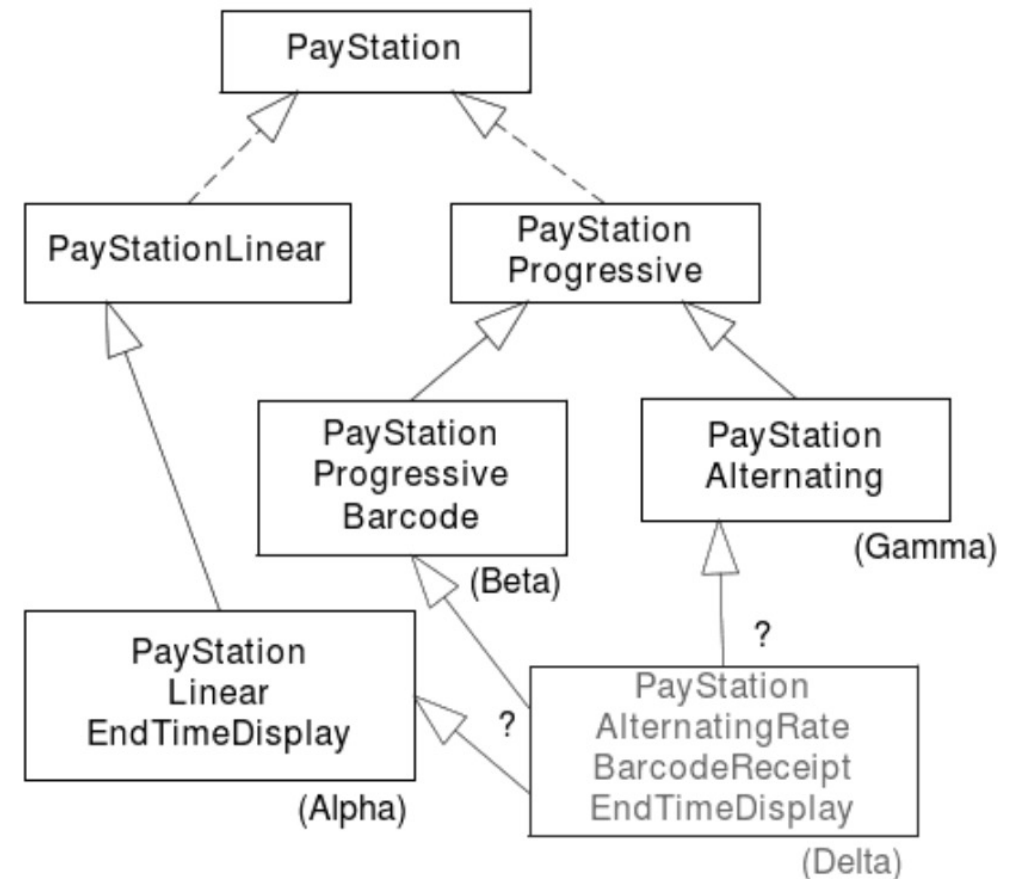 PayStation
PayStationLinear
PayStation
Progressive
PayStation
Progressive
Barcode
(Beta)
PayStation
Alternating
(Gamma)
PayStation
Linear
EndTimeDisplay
(Alpha)
?
?
PayStation
AlternatingRate
BarcodeReceipt
EndTimeDisplay
(Delta)